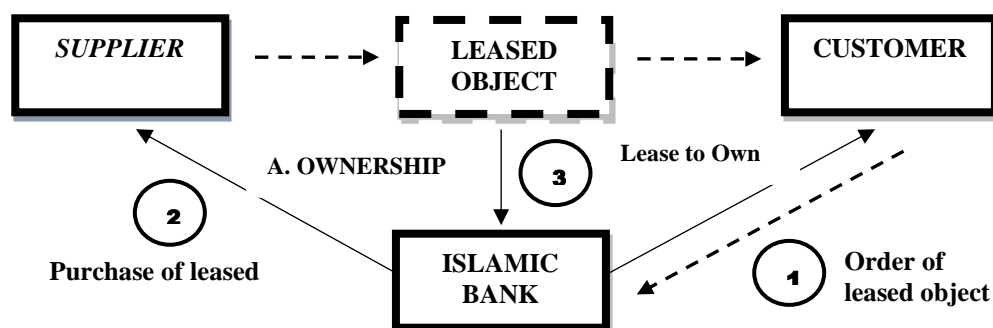 SUPPLIER
LEASED
OBJECT
CUSTOMER
A. OWNERSHIP
3
Lease to Own
2
Purchase of leased
ISLAMIC
BANK
1
Order of
leased object